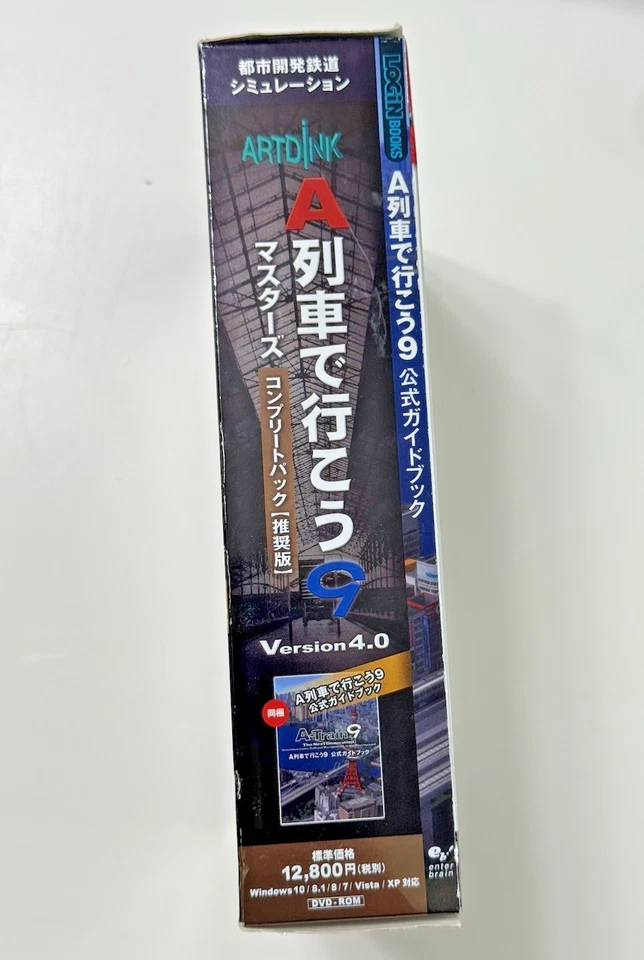 都市開発鉄道
シミュレーション
ARTDINK
A列車で行こう9
マスターズ
コンプリートパック【推奨版】
Version 4.0
同梱
A列車で行こう9
公式ガイドブック
A-Train 9
The Next Generation
A列車で行こう9 公式ガイドブック
標準価格
12,800円(税別)
Windows 10 / 8.1 / 8 / 7 / Vista / XP 対応
DVD-ROM
LOGiN BOOKS
A列車で行こう9 公式ガイドブック
eb!
enter
brain